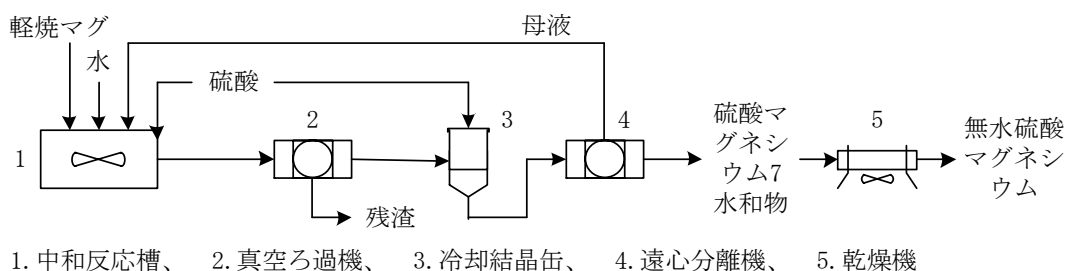 軽焼マグ
母液
水
硫酸
硫酸マ
グネシ
ウム7
水和物
無水硫酸
マグネシ
ウム
1
2
3
4
5
残渣
1.中和反応槽、 2.真空ろ過機、 3.冷却結晶缶、 4.遠心分離機、 5.乾燥機